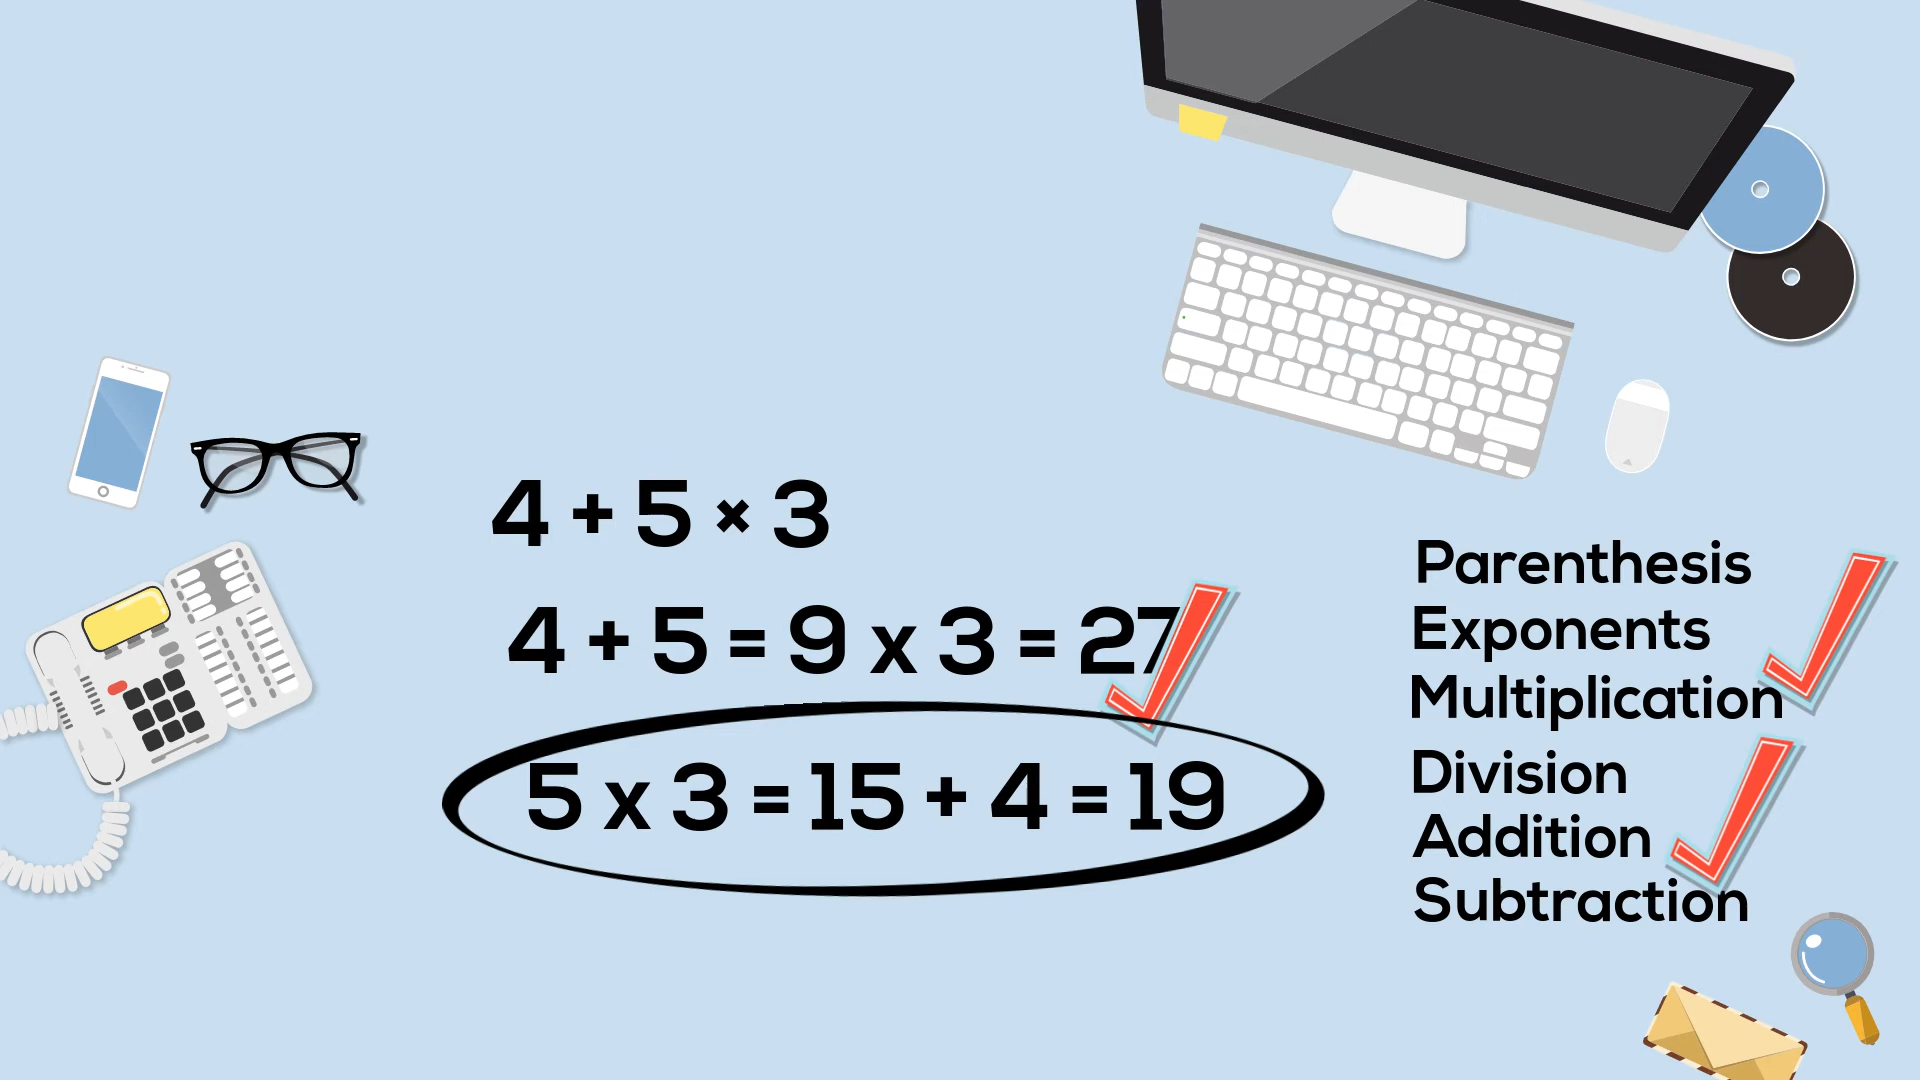 4 + 5 × 3
4 + 5 = 9 x 3 = 27
5 x 3 = 15 + 4 = 19
Parenthesis
Exponents
Multiplication
Division
Addition
Subtraction